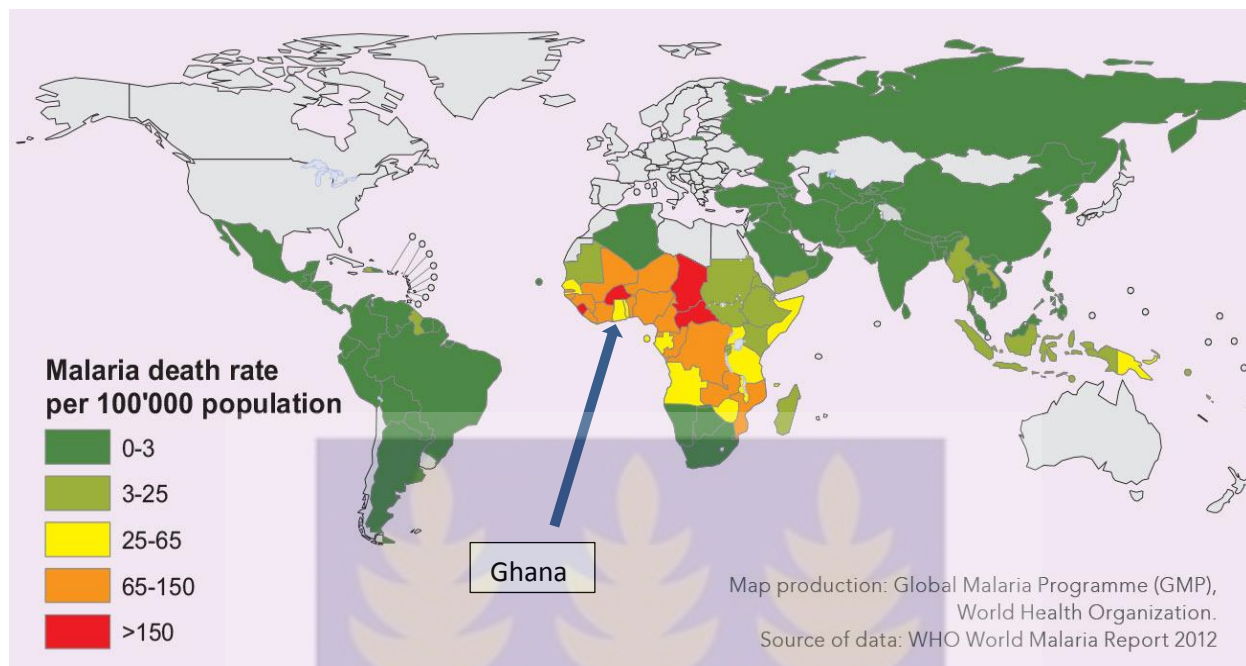 Malaria death rate
per 100'000 population
0-3
3-25
25-65
65-150
>150
Ghana
Map production: Global Malaria Programme (GMP),
World Health Organization.
Source of data: WHO World Malaria Report 2012